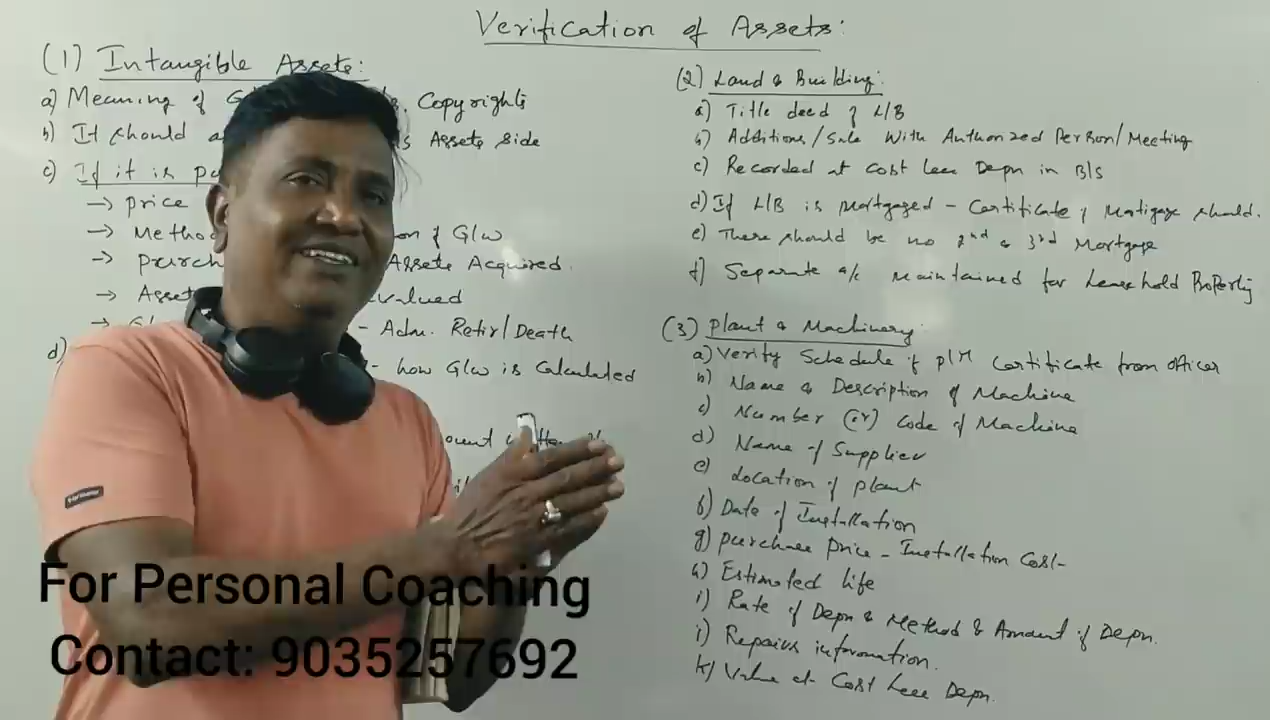 Verification of Assets:
(1) Intangible Assets:
a) Meaning of G Copyrights
b) It should a s Assets side
c) If it is pu
→ price
→ Metho on of G/w
→ purch Assets Acquired.
→ Asset valued
→ G - Adm. Retir/Death
d) - how G/w is Calculated
ount
(2) Land & Building:
a) Title deed of L/B
b) Additions/Sale With Authorized Person/Meeting
c) Recorded at Cost Less Depn in B/S
d) If L/B is Mortgaged - Certificate of Mortgage should.
e) There should be no 2nd & 3rd Mortgage
f) Separate a/c maintained for Leasehold Property
(3) Plant & Machinery:
a) Verify Schedule of P/M Certificate from officer
b) Name & Description of Machine
c) Number (or) Code of Machine
d) Name of Supplier
e) Location of plant
f) Date of Installation
g) Purchase Price - Installation Cost-
h) Estimated life
i) Rate of Depn & Method & Amount of Depn.
j) Repairs information.
k) Value at Cost Less Depn.
For Personal Coaching
Contact: 9035257692